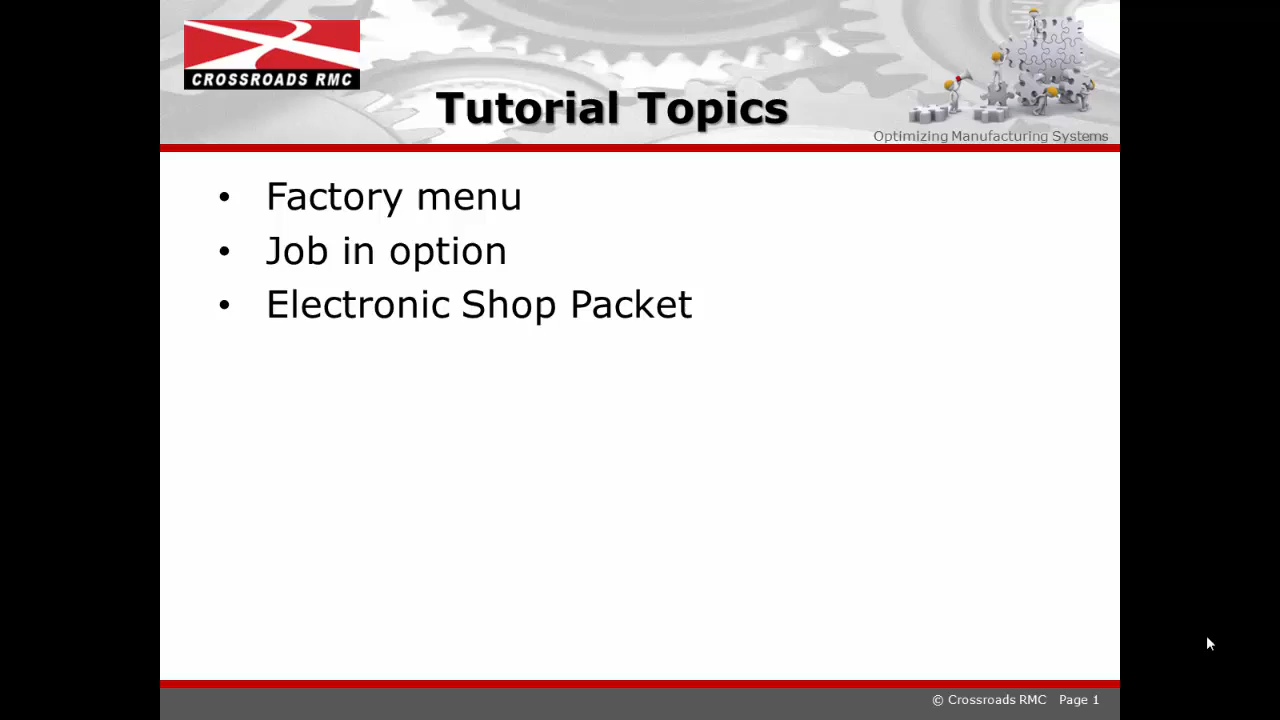 CROSSROADS RMC
Tutorial Topics
Optimizing Manufacturing Systems
• Factory menu
• Job in option
• Electronic Shop Packet
© Crossroads RMC Page 1